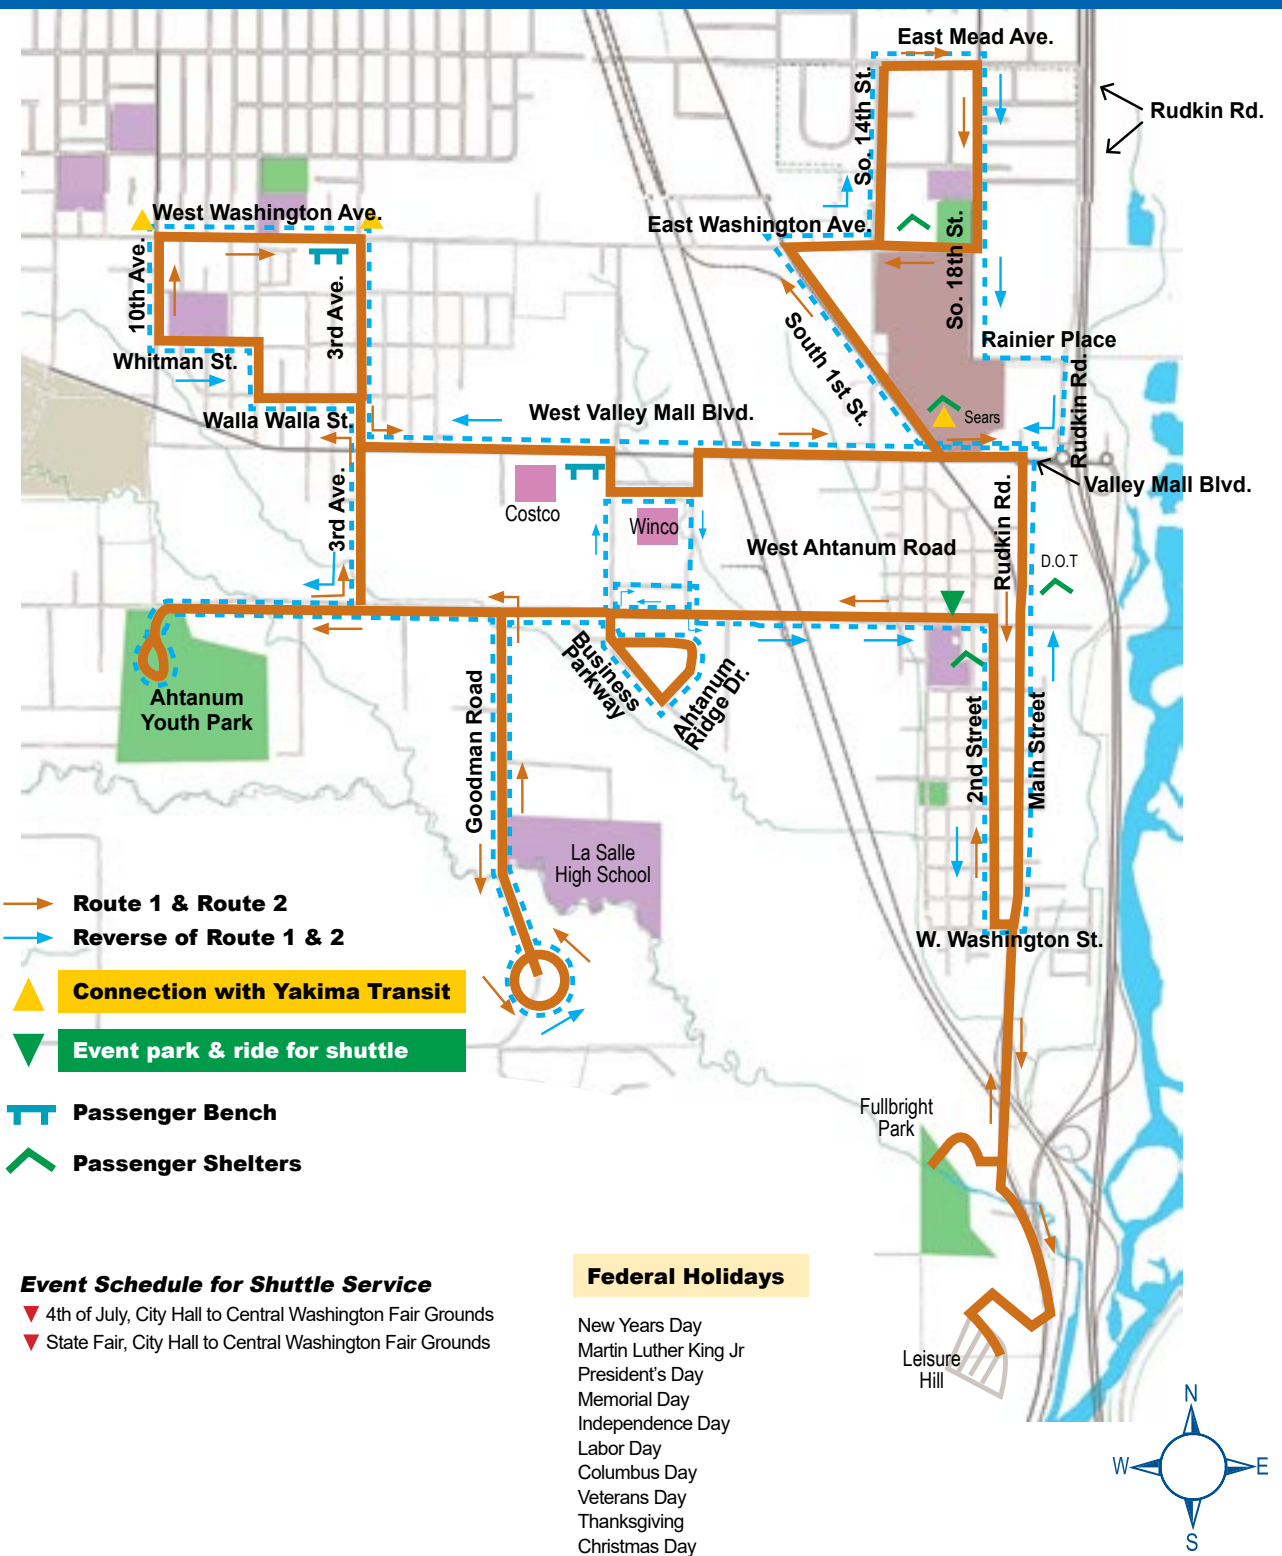 East Mead Ave.
Rudkin Rd.
So. 14th St.
West Washington Ave.
East Washington Ave.
So. 18th St.
10th Ave.
3rd Ave.
South 1st St.
Rainier Place
Whitman St.
Rudkin Rd.
Walla Walla St.
West Valley Mall Blvd.
Sears
Valley Mall Blvd.
3rd Ave.
Costco
Winco
West Ahtanum Road
Rudkin Rd.
D.O.T
Business
Parkway
Ahtanum
Ridge Dr.
Ahtanum
Youth Park
Goodman Road
2nd Street
Main Street
La Salle
High School
W. Washington St.
Route 1 & Route 2
Reverse of Route 1 & 2
Connection with Yakima Transit
Event park & ride for shuttle
Passenger Bench
Passenger Shelters
Fullbright
Park
Leisure
Hill
Event Schedule for Shuttle Service
4th of July, City Hall to Central Washington Fair Grounds
State Fair, City Hall to Central Washington Fair Grounds
Federal Holidays
New Years Day
Martin Luther King Jr
President's Day
Memorial Day
Independence Day
Labor Day
Columbus Day
Veterans Day
Thanksgiving
Christmas Day
N
W
E
S